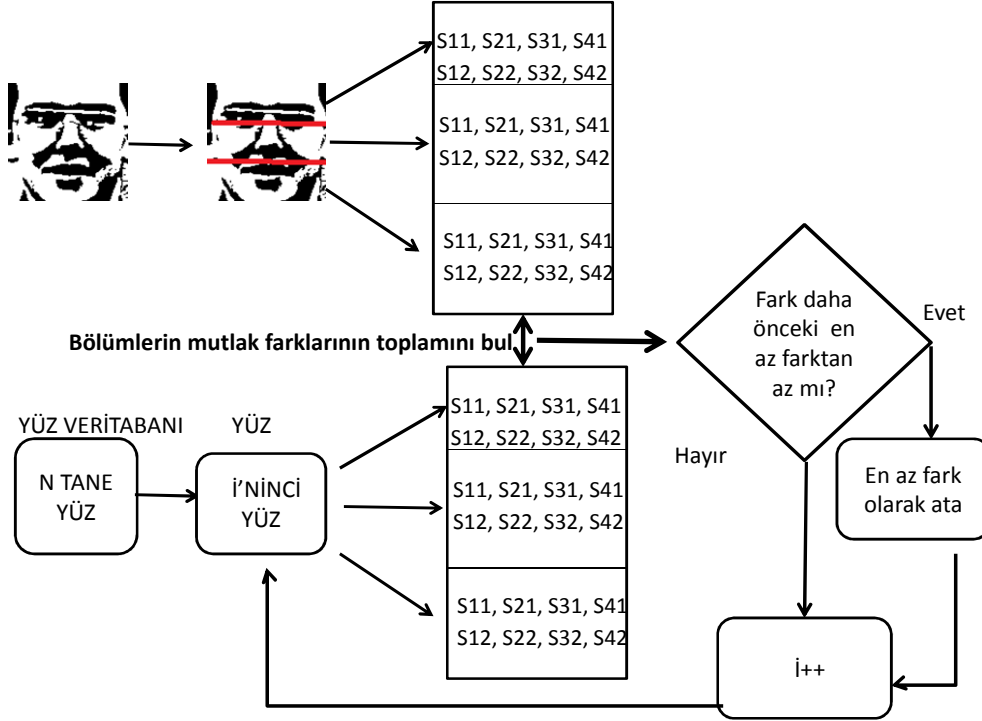 S11, S21, S31, S41
S12, S22, S32, S42
S11, S21, S31, S41
S12, S22, S32, S42
S11, S21, S31, S41
S12, S22, S32, S42
Bölümlerin mutlak farklarının toplamını bul
Fark daha
önceki en
az farktan
az mı?
Evet
Hayır
En az fark
olarak ata
YÜZ VERİTABANI
N TANE
YÜZ
YÜZ
İ’NİNCİ
YÜZ
S11, S21, S31, S41
S12, S22, S32, S42
S11, S21, S31, S41
S12, S22, S32, S42
S11, S21, S31, S41
S12, S22, S32, S42
İ++